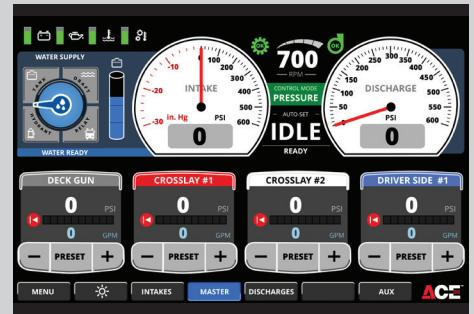 WATER SUPPLY
TANK
DRAFT
HYDRANT
RELAY
WATER READY
-10
-20
-30
in. Hg
0
100
200
300
400
500
600
INTAKE
PSI
0
OK
700
RPM
OK
CONTROL MODE
PRESSURE
AUTO-SET
IDLE
READY
0
50
100
150
200
250
300
350
400
450
500
550
600
DISCHARGE
PSI
0
DECK GUN
0 PSI
0 GPM
− PRESET +
CROSSLAY #1
0 PSI
0 GPM
− PRESET +
CROSSLAY #2
0 PSI
0 GPM
− PRESET +
DRIVER SIDE #1
0 PSI
0 GPM
− PRESET +
MENU
INTAKES
MASTER
DISCHARGES
AUX
ACE